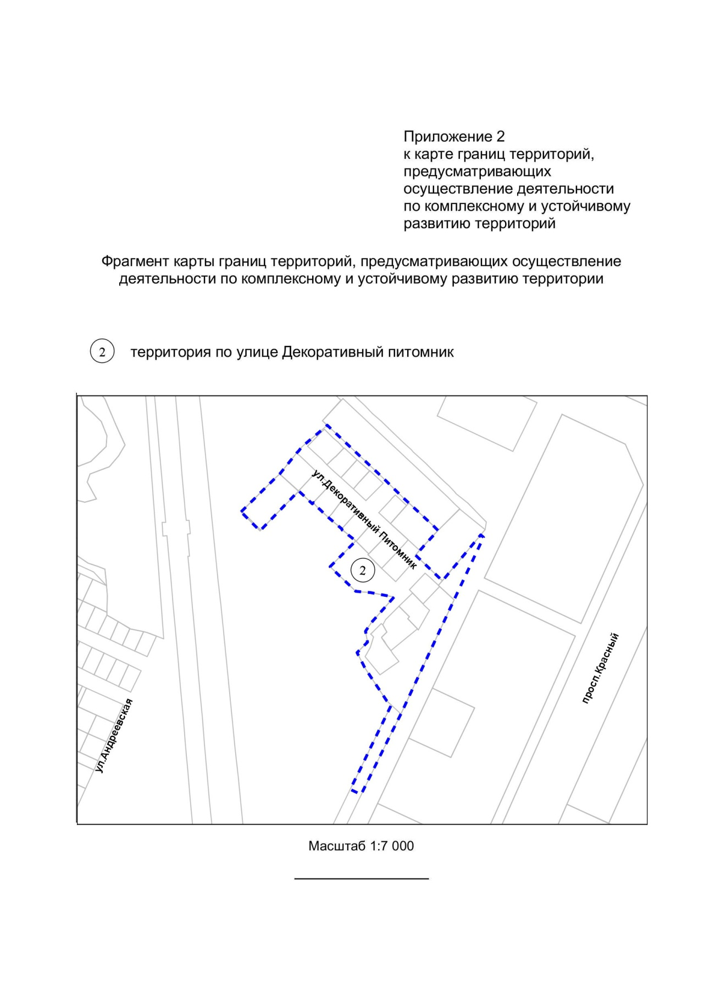 Приложение 2
к карте границ территорий,
предусматривающих
осуществление деятельности
по комплексному и устойчивому
развитию территорий
Фрагмент карты границ территорий, предусматривающих осуществление
деятельности по комплексному и устойчивому развитию территории
2 территория по улице Декоративный питомник
ул.Декоративный Питомник
2
просп.Красный
ул.Андреевская
Масштаб 1:7 000